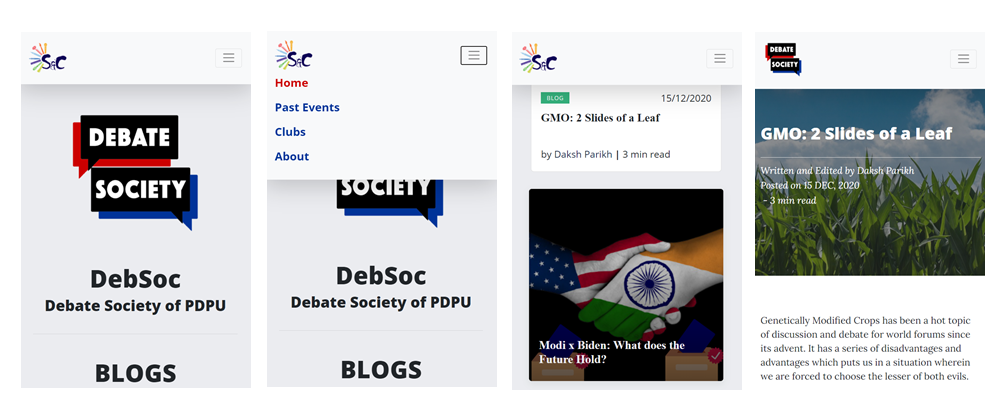 SAC
DEBATE
SOCIETY
DebSoc
Debate Society of PDPU
BLOGS
SAC
Home
Past Events
Clubs
About
SOCIETY
DebSoc
Debate Society of PDPU
BLOGS
SAC
BLOG
15/12/2020
GMO: 2 Slides of a Leaf
by Daksh Parikh | 3 min read
Modi x Biden: What does the
Future Hold?
DEBATE
SOCIETY
GMO: 2 Slides of a Leaf
Written and Edited by Daksh Parikh
Posted on 15 DEC, 2020
- 3 min read
Genetically Modified Crops has been a hot topic
of discussion and debate for world forums since
its advent. It has a series of disadvantages and
advantages which puts us in a situation wherein
we are forced to choose the lesser of both evils.